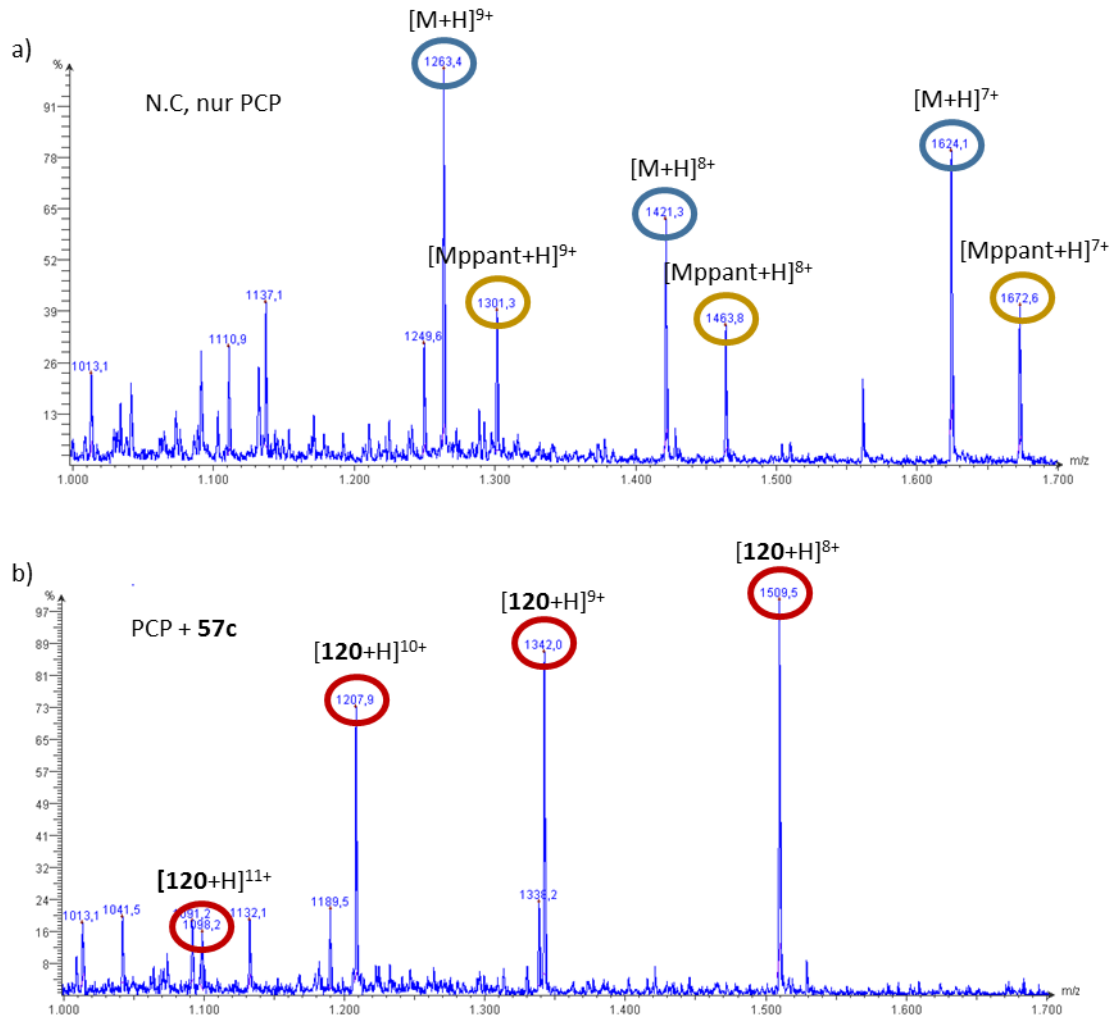 a)
[M+H]9+
%
1263,4
N.C, nur PCP
[M+H]7+
91
1624,1
78
[M+H]8+
65
1421,3
52
[Mppant+H]9+
[Mppant+H]8+
[Mppant+H]7+
39
1137,1
1301,3
1463,8
1672,6
1110,9
1249,6
26
1013,1
13
1.000 1.100 1.200 1.300 1.400 1.500 1.600 1.700 m/z
b)
[120+H]8+
%
97
[120+H]9+
1509,5
PCP + 57c
89
1342,0
81
[120+H]10+
73
1207,9
65
57
49
41
32
[120+H]11+
24
1013,1 1041,5 1091,2 1132,1 1189,5 1338,2
16
1098,2
8
1.000 1.100 1.200 1.300 1.400 1.500 1.600 1.700
m/z